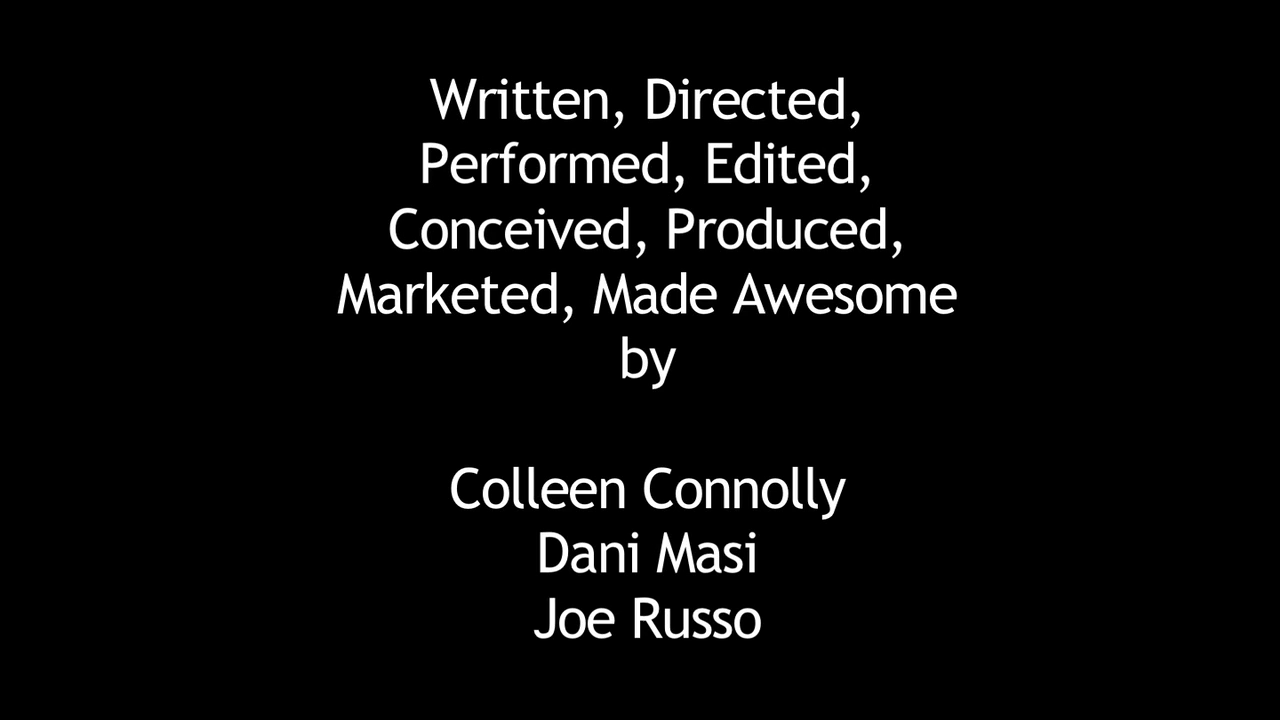 Written, Directed,
Performed, Edited,
Conceived, Produced,
Marketed, Made Awesome
by
Colleen Connolly
Dani Masi
Joe Russo